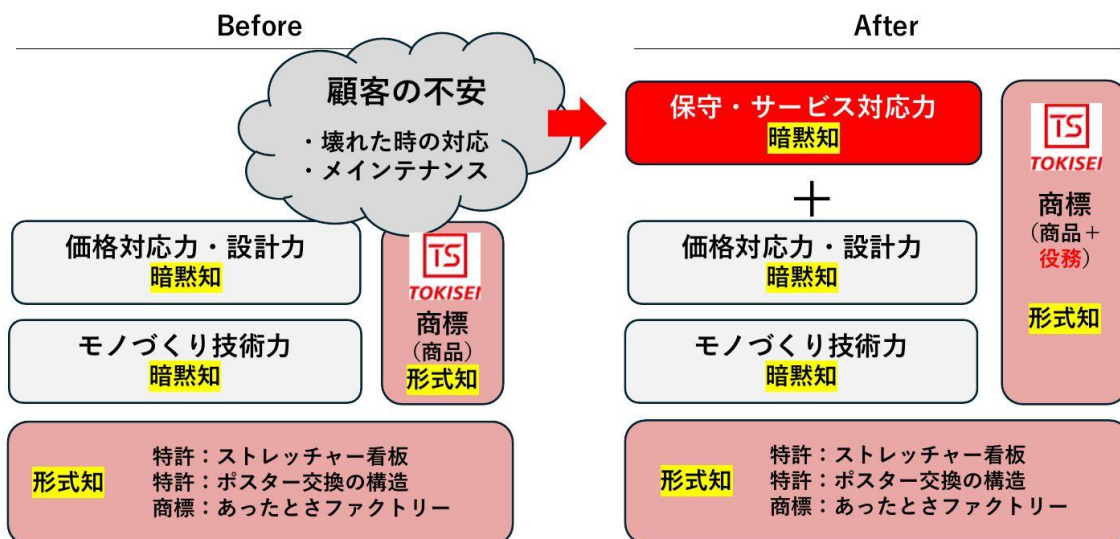 Before
顧客の不安
・壊れた時の対応
・メインテナンス
価格対応力・設計力
暗黙知
TS
TOKISEI
商標
（商品）
形式知
モノづくり技術力
暗黙知
形式知
特許：ストレッチャー看板
特許：ポスター交換の構造
商標：あったとさファクトリー
After
保守・サービス対応力
暗黙知
＋
価格対応力・設計力
暗黙知
モノづくり技術力
暗黙知
TS
TOKISEI
商標
（商品＋
役務）
形式知
形式知
特許：ストレッチャー看板
特許：ポスター交換の構造
商標：あったとさファクトリー